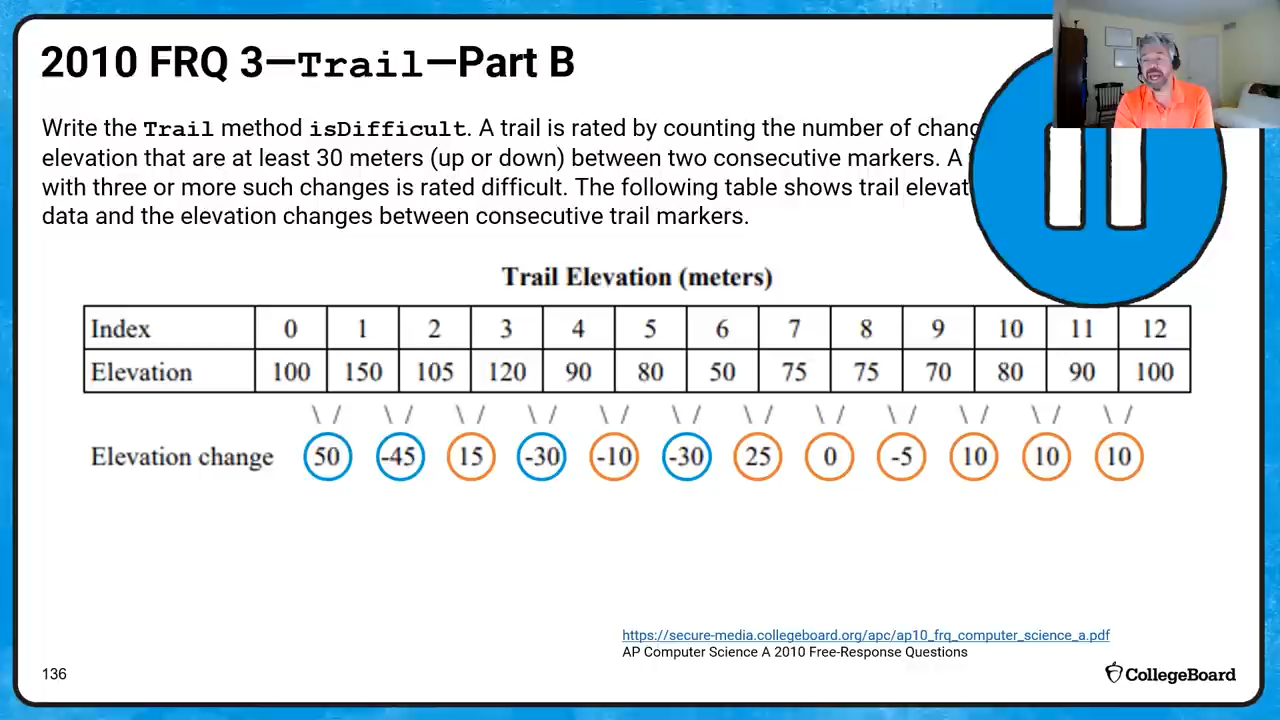 2010 FRQ 3—Trail—Part B
Write the Trail method isDifficult. A trail is rated by counting the number of
elevation that are at least 30 meters (up or down) between two consecutive markers. A
with three or more such changes is rated difficult. The following table shows trail
data and the elevation changes between consecutive trail markers.
Trail Elevation (meters)
Index 0 1 2 3 4 5 6 7 8 9 10 11 12
Elevation 100 150 105 120 90 80 50 75 75 70 80 90 100
\ / \ / \ / \ / \ / \ / \ / \ / \ / \ / \ / \ /
Elevation change 50 -45 15 -30 -10 -30 25 0 -5 10 10 10
https://secure-media.collegeboard.org/apc/ap10_frq_computer_science_a.pdf
AP Computer Science A 2010 Free-Response Questions
136
CollegeBoard